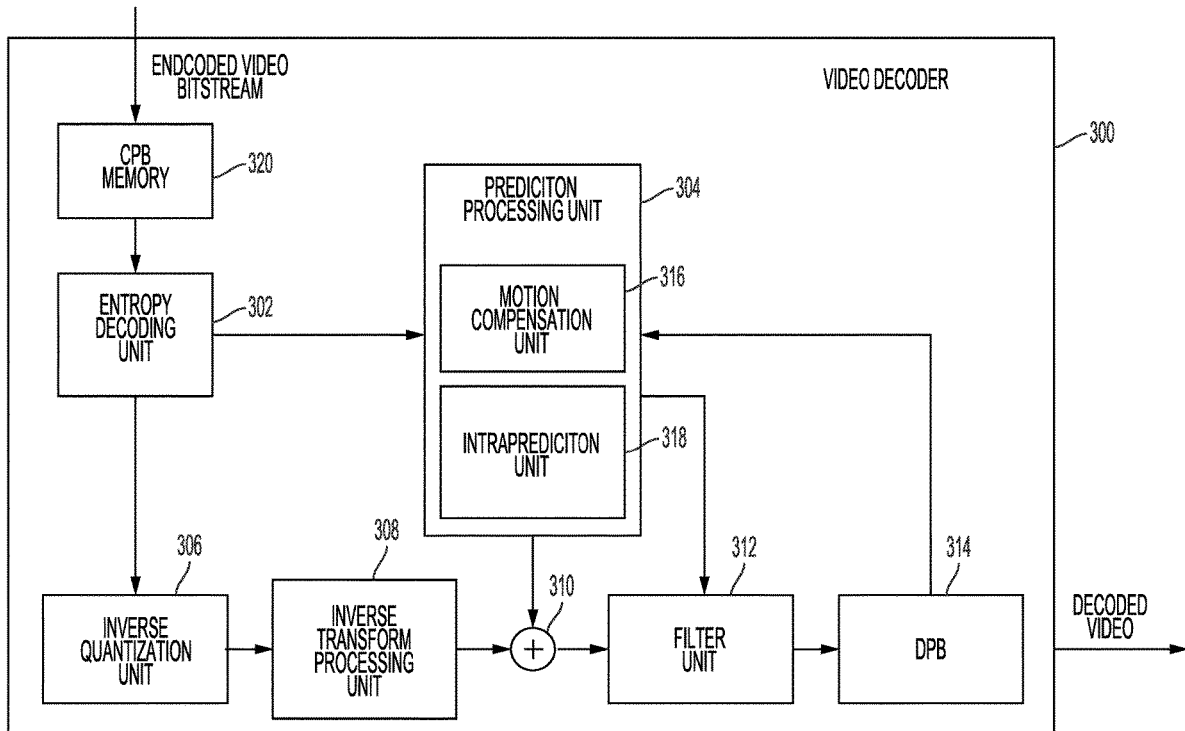 ENDCODED VIDEO
BITSTREAM
VIDEO DECODER
300
CPB
MEMORY
320
PREDICITON
PROCESSING UNIT
304
ENTROPY
DECODING
UNIT
302
MOTION
COMPENSATION
UNIT
316
INTRAPREDICITON
UNIT
318
306
INVERSE
QUANTIZATION
UNIT
308
INVERSE
TRANSFORM
PROCESSING
UNIT
310
+
312
FILTER
UNIT
314
DPB
DECODED
VIDEO